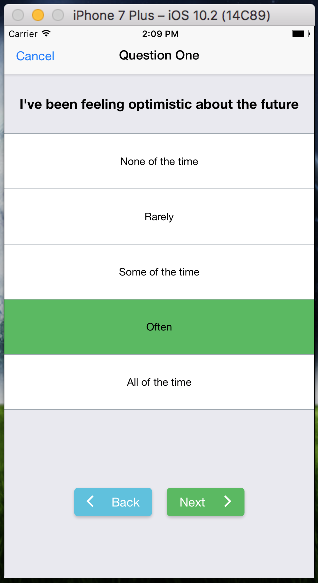 iPhone 7 Plus – iOS 10.2 (14C89)
Carrier 2:09 PM
Cancel Question One
I've been feeling optimistic about the future
None of the time
Rarely
Some of the time
Often
All of the time
Back Next